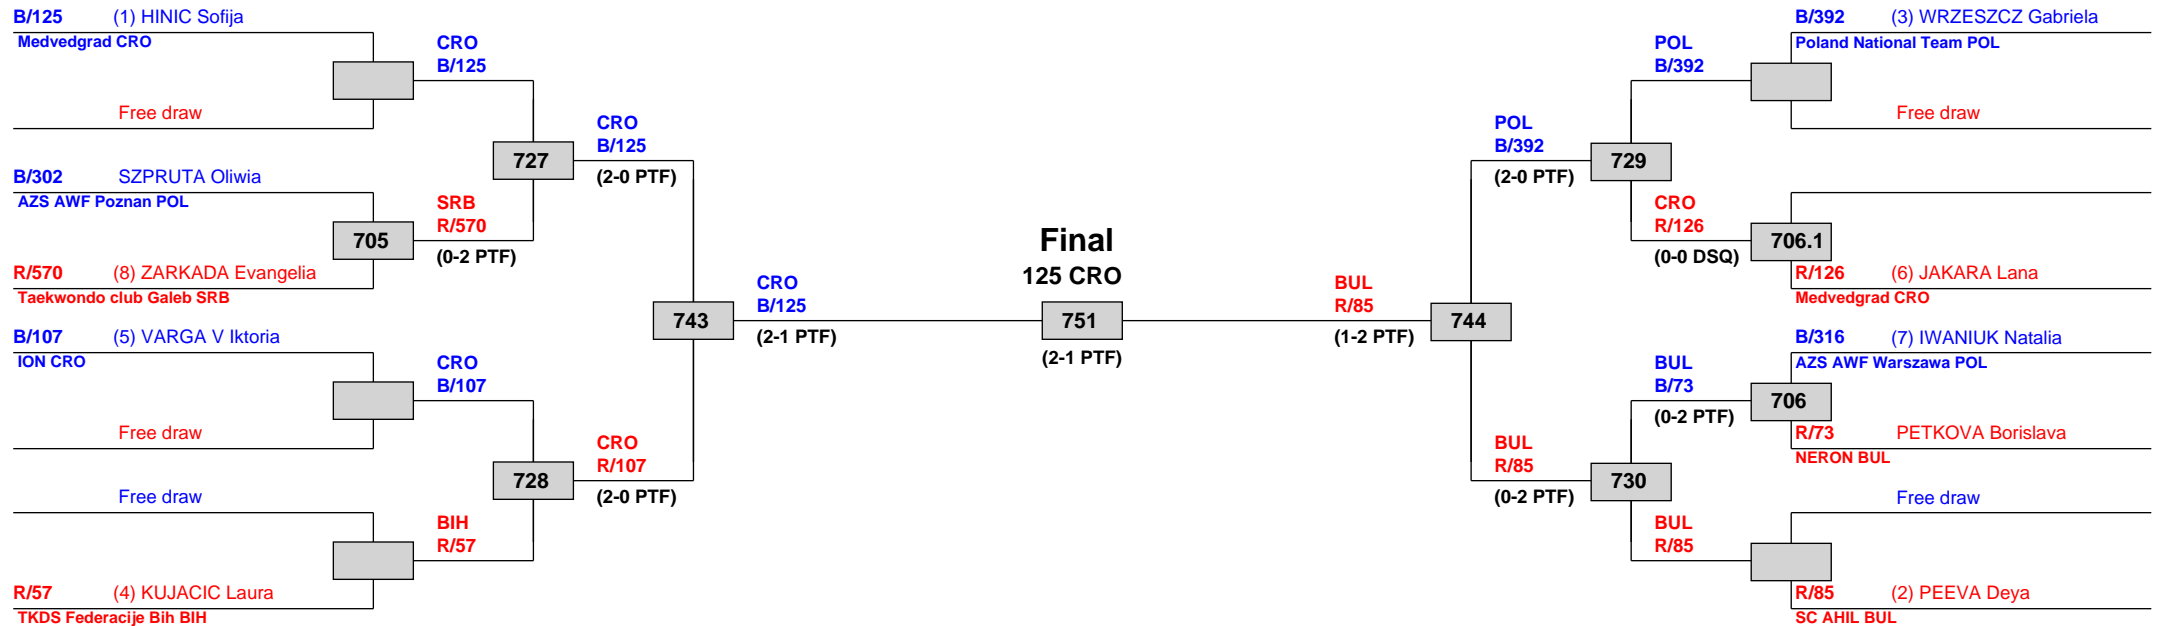 B/125 (1) HINIC Sofija
Medvedgrad CRO
CRO
B/125
Free draw
B/302 SZPRUTA Oliwia
AZS AWF Poznan POL
705
R/570 (8) ZARKADA Evangelia
Taekwondo club Galeb SRB
SRB
R/570
(0-2 PTF)
727
CRO
B/125
(2-0 PTF)
B/107 (5) VARGA V Iktoria
ION CRO
CRO
B/107
Free draw
Free draw
R/57 (4) KUJACIC Laura
TKDS Federacije Bih BIH
BIH
R/57
728
CRO
R/107
(2-0 PTF)
743
CRO
B/125
(2-1 PTF)
Final
125 CRO
751
(2-1 PTF)
BUL
R/85
(1-2 PTF)
744
POL
B/392
(2-0 PTF)
729
POL
B/392
B/392 (3) WRZESZCZ Gabriela
Poland National Team POL
Free draw
CRO
R/126
(0-0 DSQ)
706.1
R/126 (6) JAKARA Lana
Medvedgrad CRO
BUL
R/85
(0-2 PTF)
730
BUL
B/73
(0-2 PTF)
B/316 (7) IWANIUK Natalia
AZS AWF Warszawa POL
706
R/73 PETKOVA Borislava
NERON BUL
Free draw
BUL
R/85
R/85 (2) PEEVA Deya
SC AHIL BUL